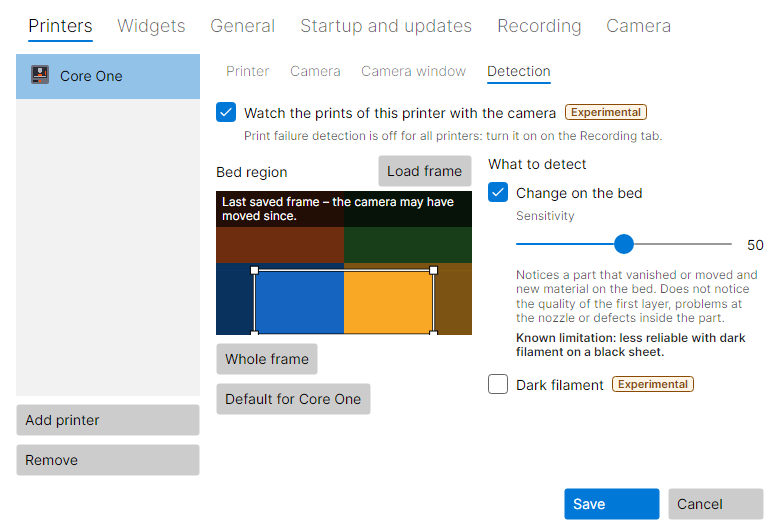 Printers Widgets General Startup and updates Recording Camera
Core One
Printer Camera Camera window Detection
Watch the prints of this printer with the camera Experimental
Print failure detection is off for all printers: turn it on on the Recording tab.
Bed region
Load frame
Last saved frame – the camera may have
moved since.
Whole frame
Default for Core One
What to detect
Change on the bed
Sensitivity
50
Notices a part that vanished or moved and
new material on the bed. Does not notice
the quality of the first layer, problems at
the nozzle or defects inside the part.
Known limitation: less reliable with dark
filament on a black sheet.
Dark filament Experimental
Add printer
Remove
Save
Cancel